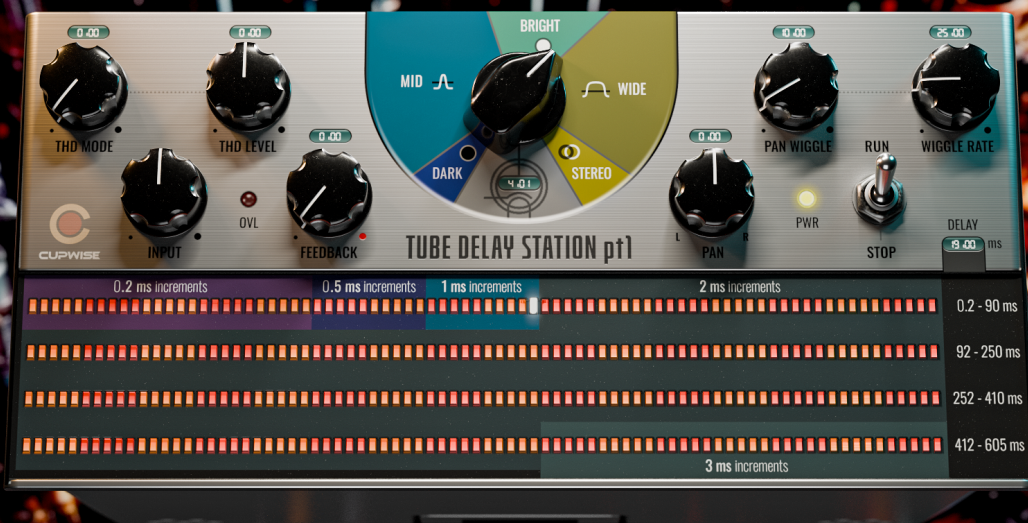 0.00
0.00
BRIGHT
10.00
25.00
MID
WIDE
0.00
0.00
THD MODE
THD LEVEL
PAN WIGGLE
RUN
WIGGLE RATE
DARK
4.01
STEREO
OVL
PWR
DELAY
L
R
CUPWISE
INPUT
FEEDBACK
TUBE DELAY STATION pt1
PAN
STOP
19.00 ms
0.2 ms increments
0.5 ms increments
1 ms increments
2 ms increments
0.2 - 90 ms
92 - 250 ms
252 - 410 ms
412 - 605 ms
3 ms increments